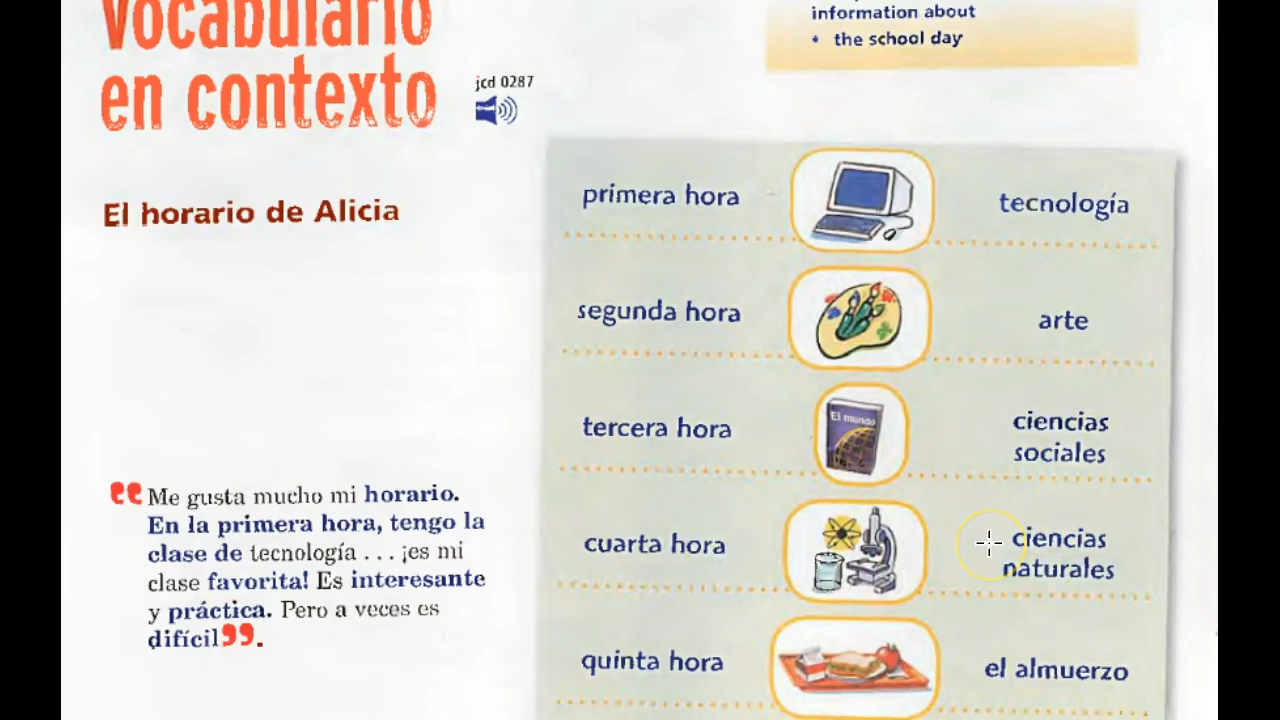 Vocabulario
en contexto
jcd 0287
information about
• the school day
El horario de Alicia
"Me gusta mucho mi horario.
En la primera hora, tengo la
clase de tecnología . . . ¡es mi
clase favorita! Es interesante
y práctica. Pero a veces es
difícil".
primera hora tecnología
segunda hora arte
tercera hora El mundo ciencias
sociales
cuarta hora ciencias
naturales
quinta hora el almuerzo